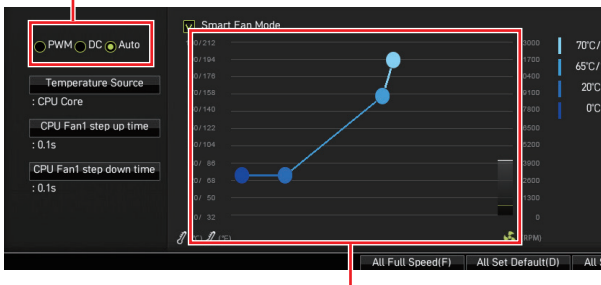 Smart Fan Mode
PWM DC Auto
Temperature Source
: CPU Core
CPU Fan1 step up time
: 0.1s
CPU Fan1 step down time
: 0.1s
0/212 3000
0/194 1700
0/176 0400
0/158 9100
0/140 7800
0/122 6500
0/104 5200
0/ 86 3900
0/ 68 2600
0/ 50 1300
0/ 32 0
(°F) (RPM)
70°C/
65°C/
20°C
0°C
All Full Speed(F) All Set Default(D) All